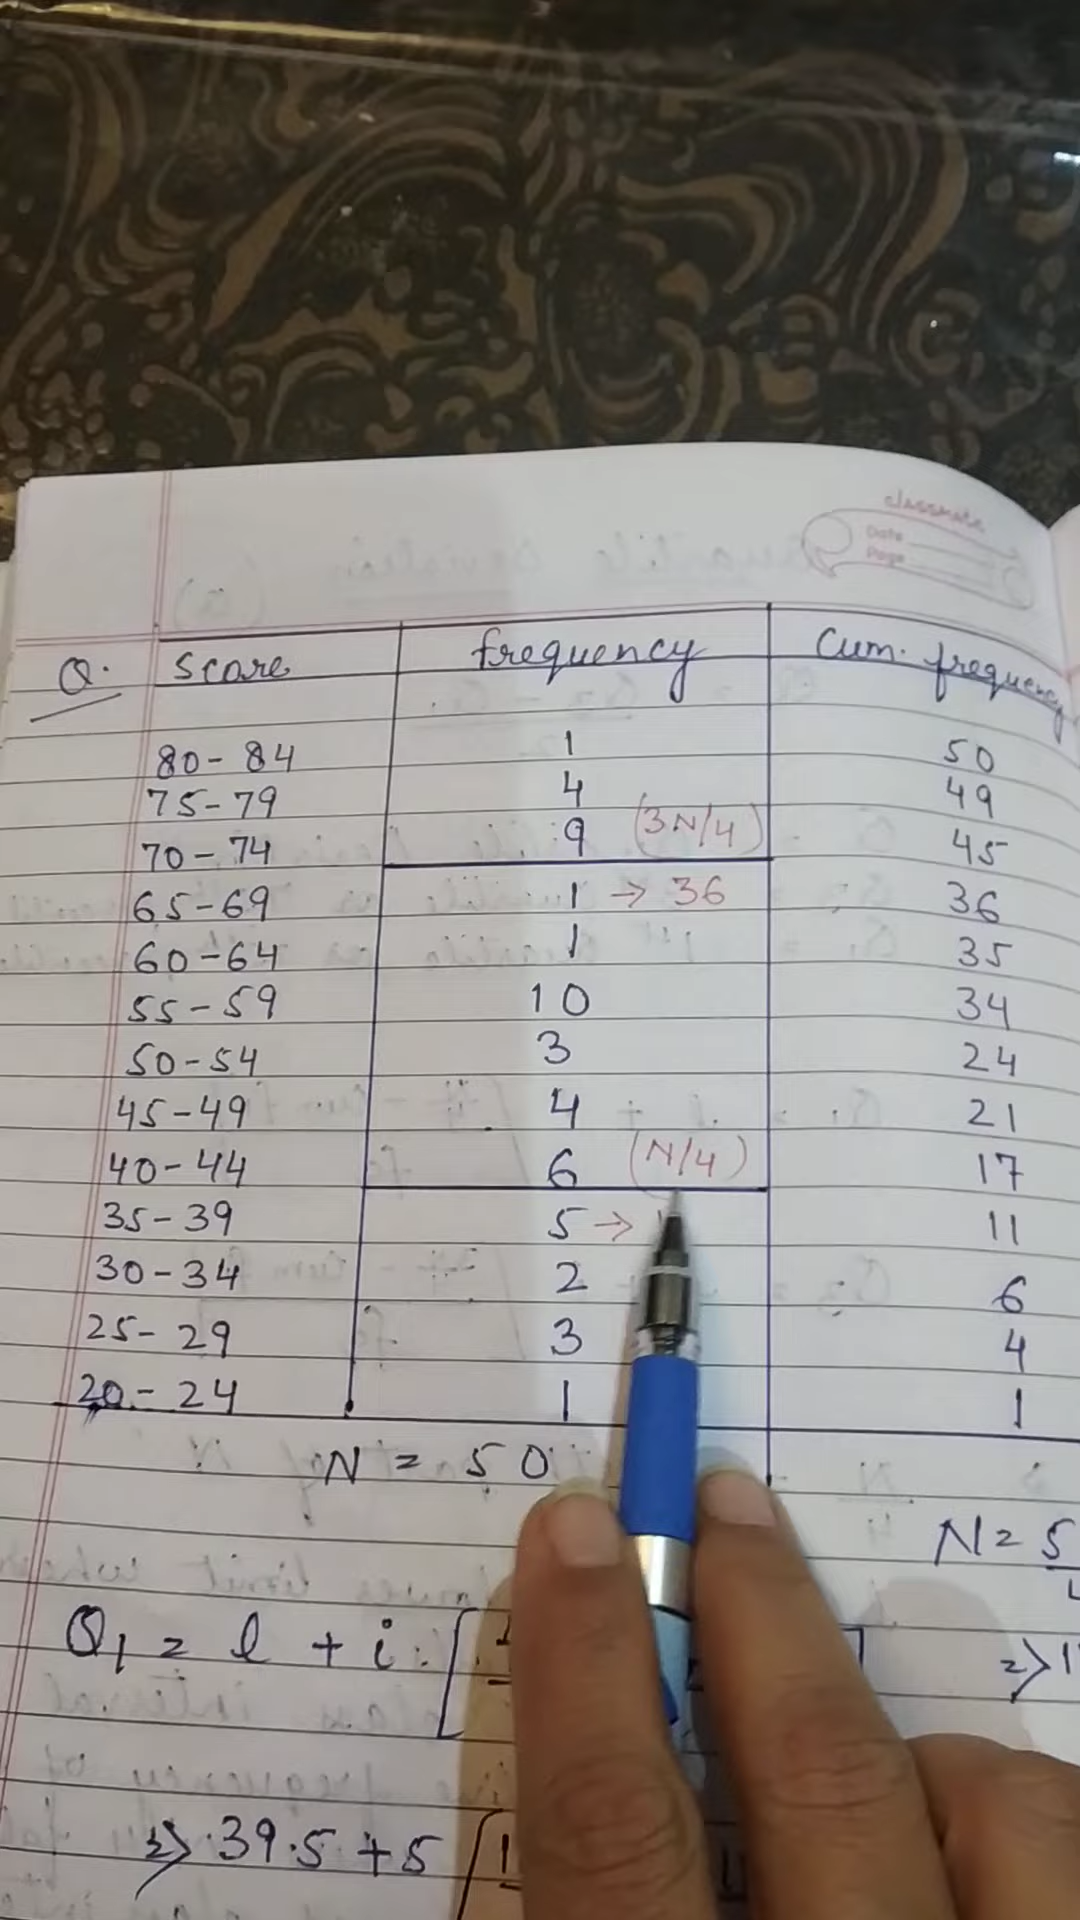 classmate
Date
Page
Q. Score frequency Cum. frequency
80-84 1 50
75-79 4 49
70-74 9 (3N/4) 45
65-69 1 → 36 36
60-64 1 35
55-59 10 34
50-54 3 24
45-49 4 21
40-44 6 (N/4) 17
35-39 5 → 11
30-34 2 6
25-29 3 4
20-24 1 1
N = 50
N = 5
Q1 = l + i [
⇒ 39.5 + 5 [